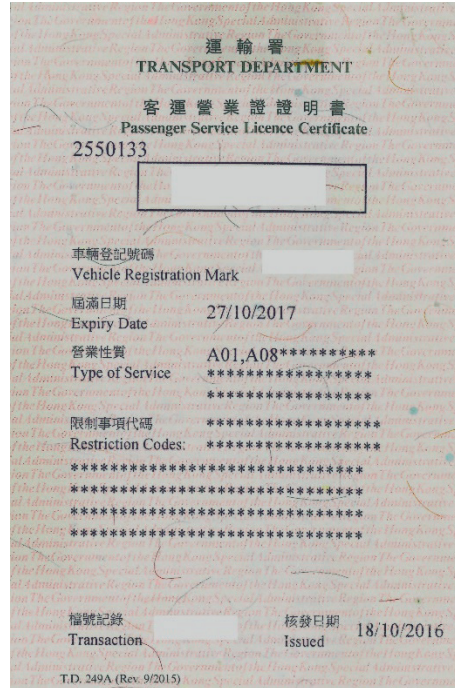 運輸署
TRANSPORT DEPARTMENT
客運營業證證明書
Passenger Service Licence Certificate
2550133
車輛登記號碼
Vehicle Registration Mark
屆滿日期
Expiry Date
27/10/2017
營業性質
Type of Service
A01,A08**********
******************
******************
限制事項代碼
Restriction Codes:
******************
******************
******************************
******************************
******************************
******************************
檔號記錄
Transaction
核發日期
Issued
18/10/2016
T.D. 249A (Rev. 9/2015)